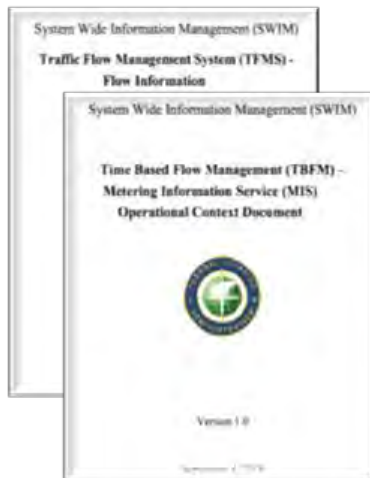 System Wide Information Management (SWIM)
Traffic Flow Management System (TFMS) -
Flow Information
System Wide Information Management (SWIM)
Time Based Flow Management (TBFM) –
Metering Information Service (MIS)
Operational Context Document
Version 1.0